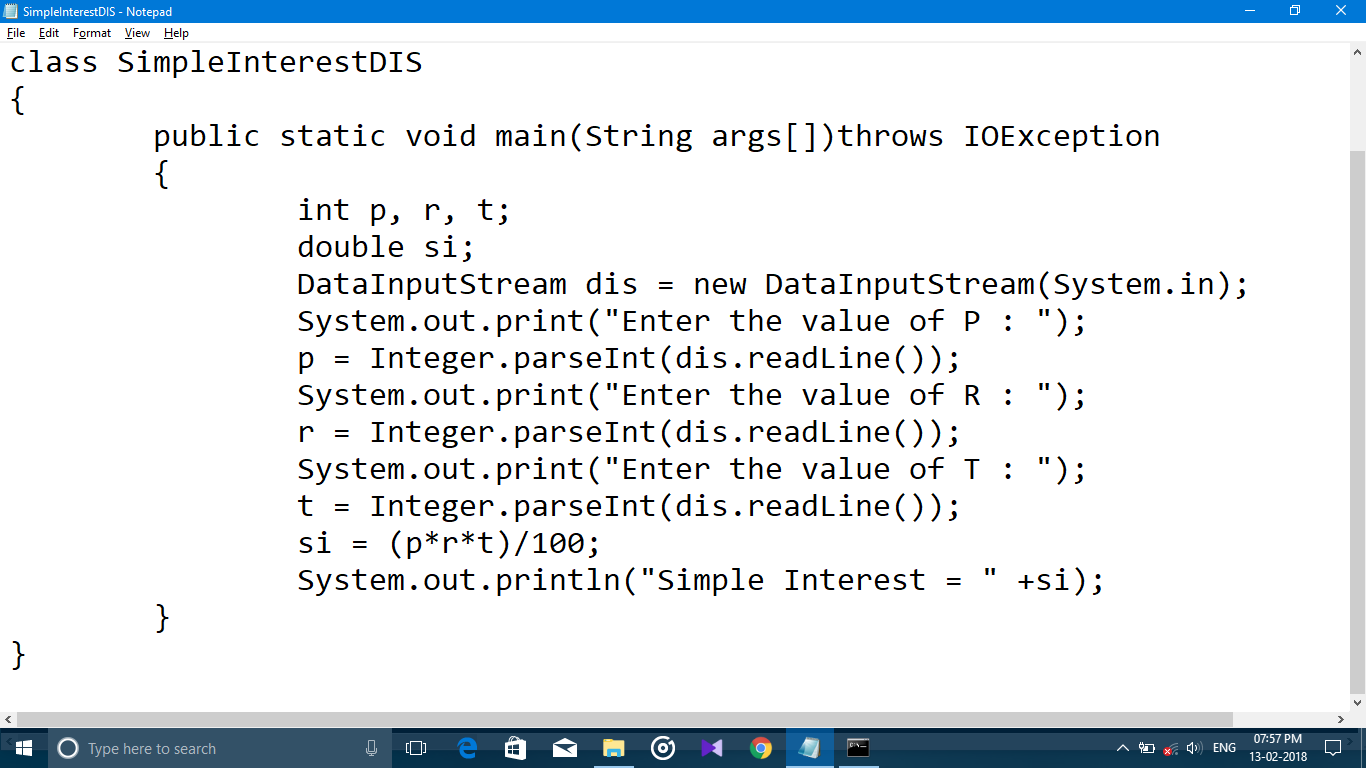 SimpleInterestDIS - Notepad
File Edit Format View Help
class SimpleInterestDIS
{
public static void main(String args[])throws IOException
{
int p, r, t;
double si;
DataInputStream dis = new DataInputStream(System.in);
System.out.print("Enter the value of P : ");
p = Integer.parseInt(dis.readLine());
System.out.print("Enter the value of R : ");
r = Integer.parseInt(dis.readLine());
System.out.print("Enter the value of T : ");
t = Integer.parseInt(dis.readLine());
si = (p*r*t)/100;
System.out.println("Simple Interest = " +si);
}
}
Type here to search
ENG
07:57 PM
13-02-2018